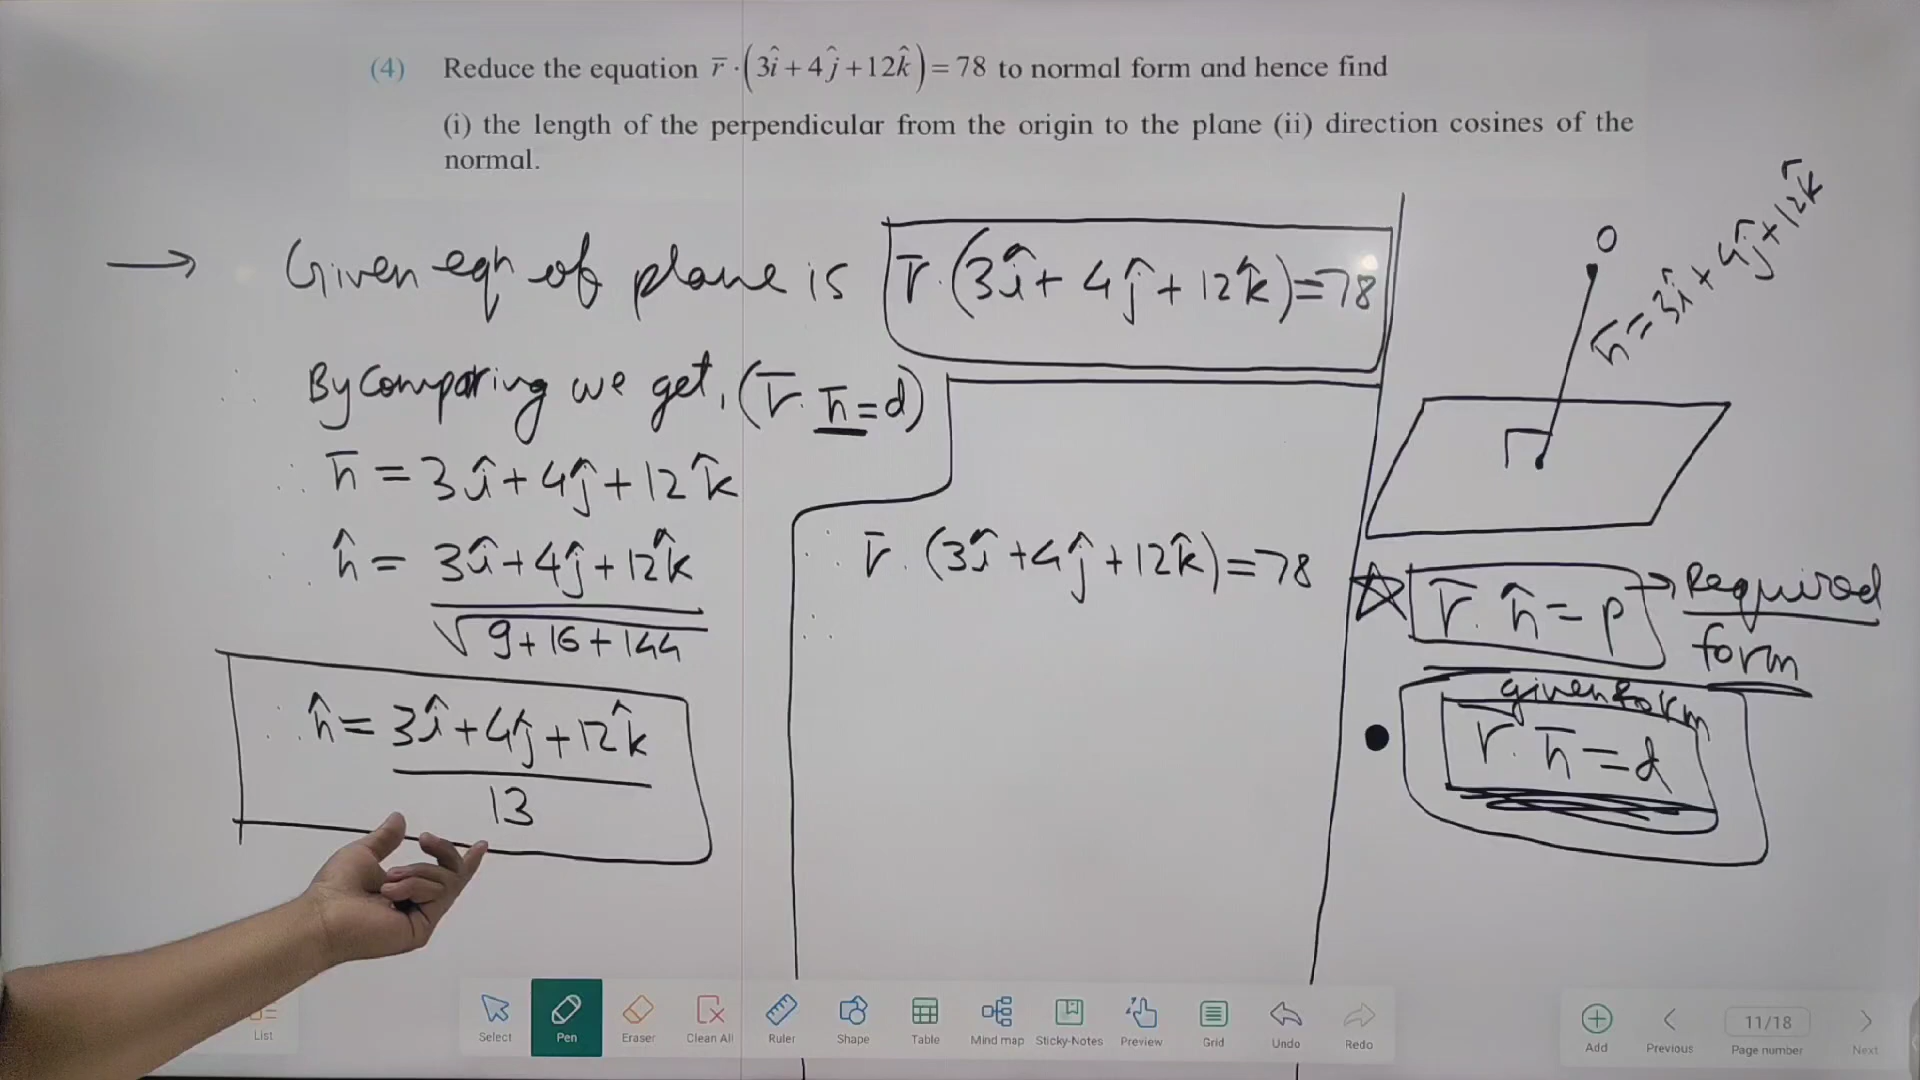 (4) Reduce the equation r̄ · (3î + 4ĵ + 12k̂) = 78 to normal form and hence find
(i) the length of the perpendicular from the origin to the plane (ii) direction cosines of the
normal.
→ Given eqn of plane is r̄·(3î + 4ĵ + 12k̂) = 78
By comparing we get, (r̄·n̄ = d)
∴ n̄ = 3î + 4ĵ + 12k̂
∴ n̂ = 3î + 4ĵ + 12k̂
√9 + 16 + 144
∴ n̂ = 3î + 4ĵ + 12k̂
13
∴ r̄·(3î + 4ĵ + 12k̂) = 78
∴
O
n̄ = 3î + 4ĵ + 12k̂
☆ r̄·n̂ = p → Required
form
given form
• r̄·n̄ = d
List
Select
Pen
Eraser
Clean All
Ruler
Shape
Table
Mind map
Sticky-Notes
Preview
Grid
Undo
Redo
Add
Previous
11/18
Page number
Next